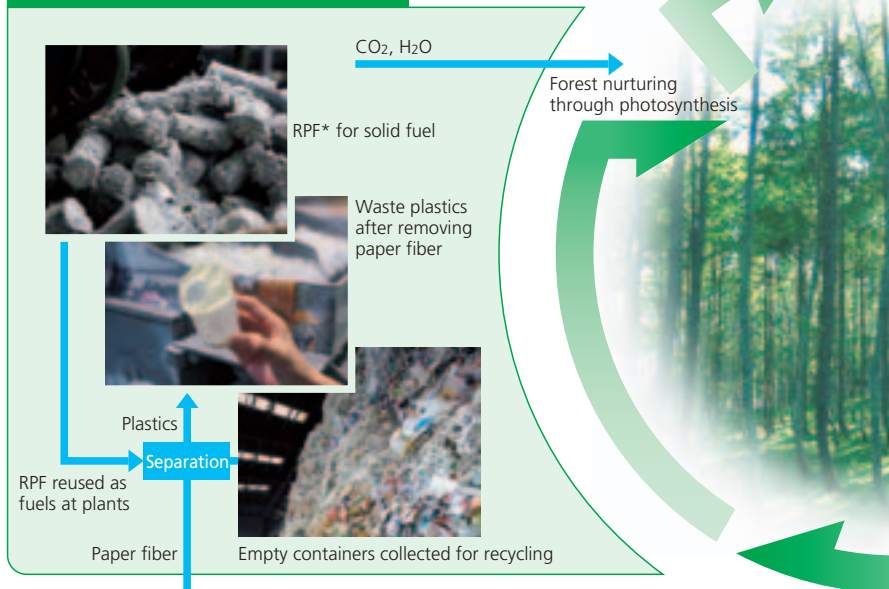 CO2, H2O
Forest nurturing
through photosynthesis
RPF* for solid fuel
Waste plastics
after removing
paper fiber
Plastics
Separation
RPF reused as
fuels at plants
Paper fiber
Empty containers collected for recycling